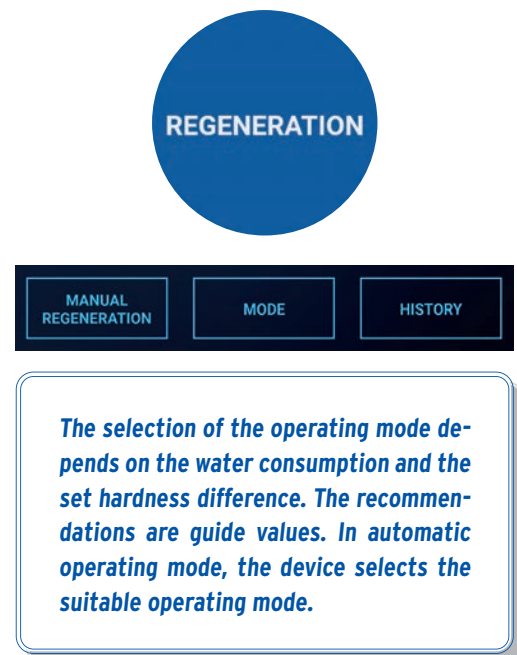 REGENERATION
MANUAL
REGENERATION
MODE
HISTORY
The selection of the operating mode de-
pends on the water consumption and the
set hardness difference. The recommen-
dations are guide values. In automatic
operating mode, the device selects the
suitable operating mode.